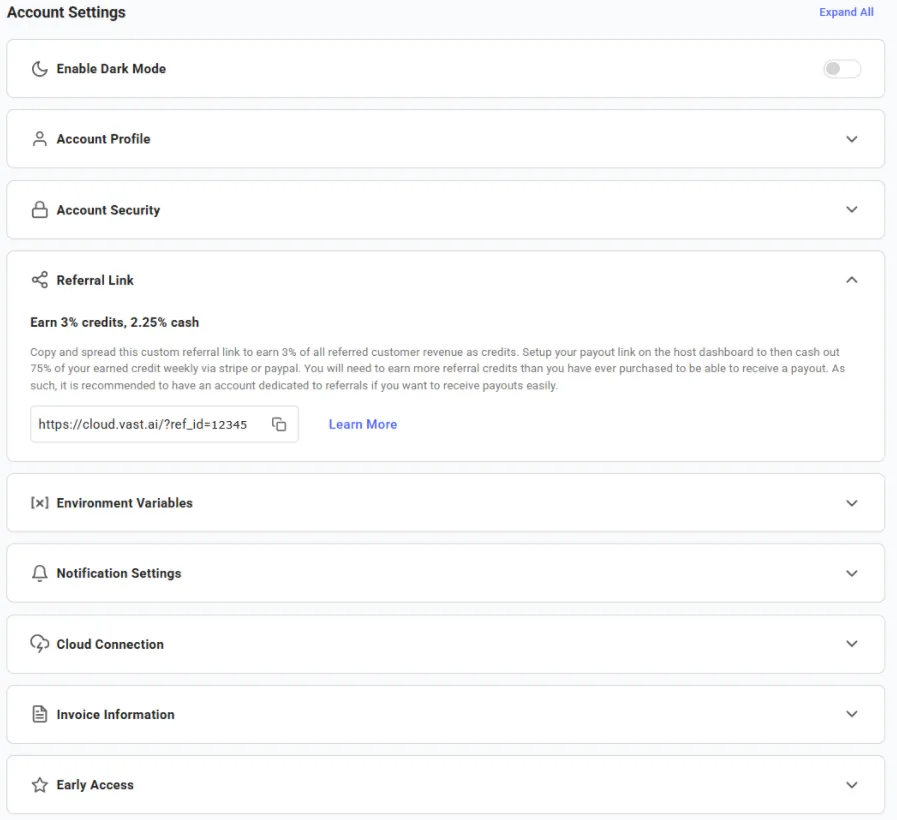 Account Settings
Expand All
Enable Dark Mode
Account Profile
Account Security
Referral Link
Earn 3% credits, 2.25% cash
Copy and spread this custom referral link to earn 3% of all referred customer revenue as credits. Setup your payout link on the host dashboard to then cash out
75% of your earned credit weekly via stripe or paypal. You will need to earn more referral credits than you have ever purchased to be able to receive a payout. As
such, it is recommended to have an account dedicated to referrals if you want to receive payouts easily.
https://cloud.vast.ai/?ref_id=12345
Learn More
Environment Variables
Notification Settings
Cloud Connection
Invoice Information
Early Access